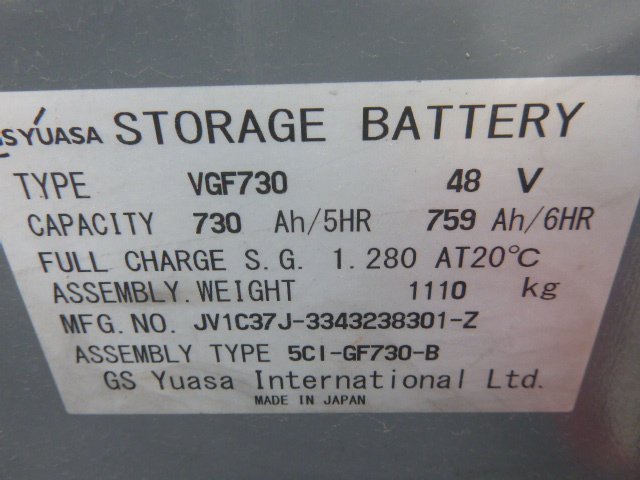 GS YUASA STORAGE BATTERY
TYPE VGF730 48 V
CAPACITY 730 Ah/5HR 759 Ah/6HR
FULL CHARGE S.G. 1.280 AT20℃
ASSEMBLY.WEIGHT 1110 kg
MFG.NO. JV1C37J-3343238301-Z
ASSEMBLY TYPE 5CI-GF730-B
GS Yuasa International Ltd.
MADE IN JAPAN